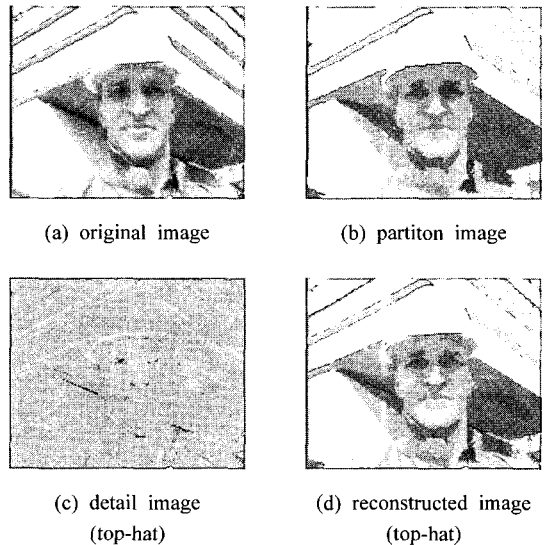 (a) original image
(b) partiton image
(c) detail image
(top-hat)
(d) reconstructed image
(top-hat)